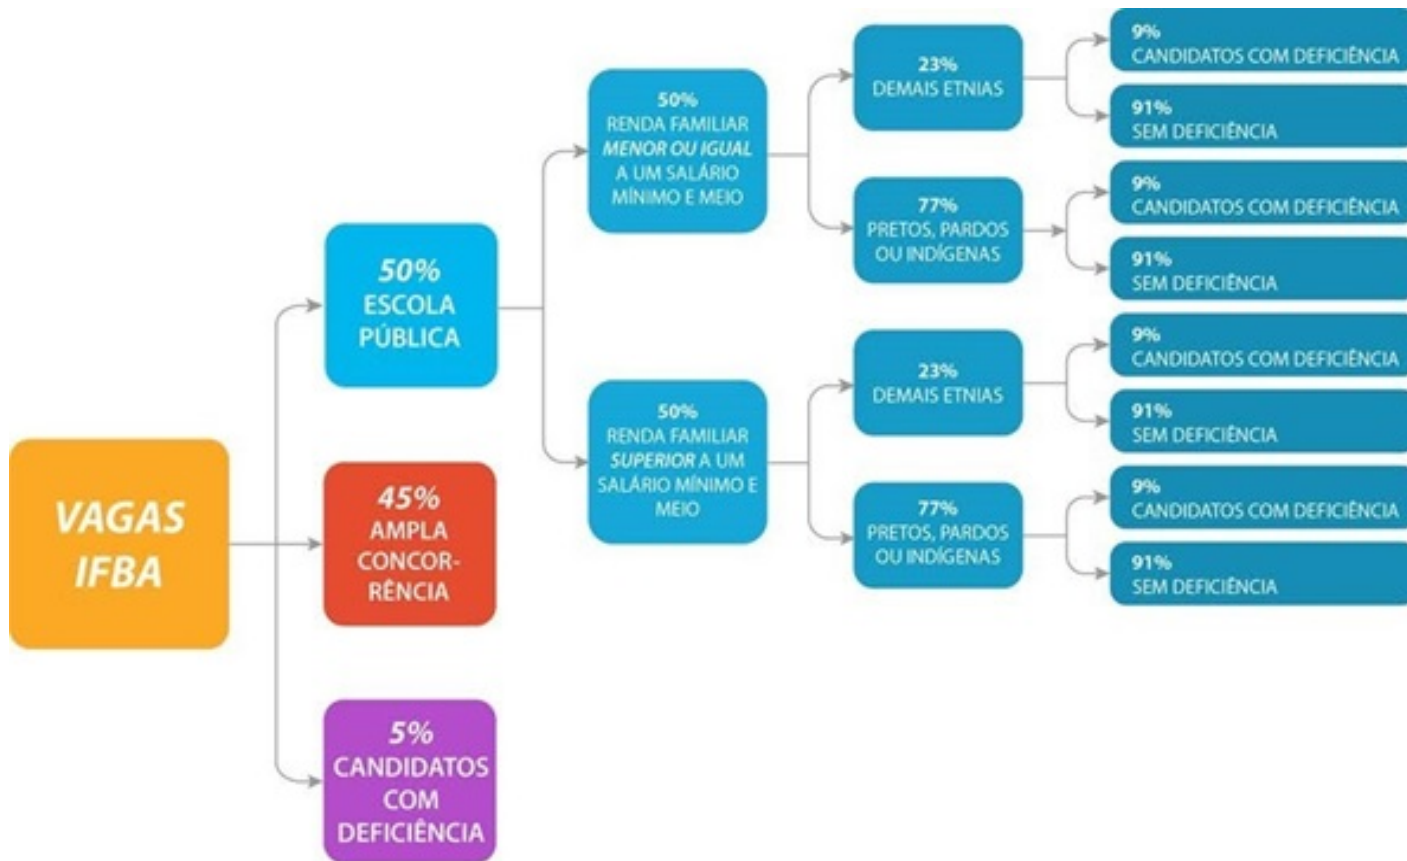 VAGAS
IFBA
50%
ESCOLA
PÚBLICA
45%
AMPLA
CONCOR-
RÊNCIA
5%
CANDIDATOS
COM
DEFICIÊNCIA
50%
RENDA FAMILIAR
MENOR OU IGUAL
A UM SALÁRIO
MÍNIMO E MEIO
50%
RENDA FAMILIAR
SUPERIOR A UM
SALÁRIO MÍNIMO E
MEIO
23%
DEMAIS ETNIAS
77%
PRETOS, PARDOS
OU INDÍGENAS
23%
DEMAIS ETNIAS
77%
PRETOS, PARDOS
OU INDÍGENAS
9%
CANDIDATOS COM DEFICIÊNCIA
91%
SEM DEFICIÊNCIA
9%
CANDIDATOS COM DEFICIÊNCIA
91%
SEM DEFICIÊNCIA
9%
CANDIDATOS COM DEFICIÊNCIA
91%
SEM DEFICIÊNCIA
9%
CANDIDATOS COM DEFICIÊNCIA
91%
SEM DEFICIÊNCIA